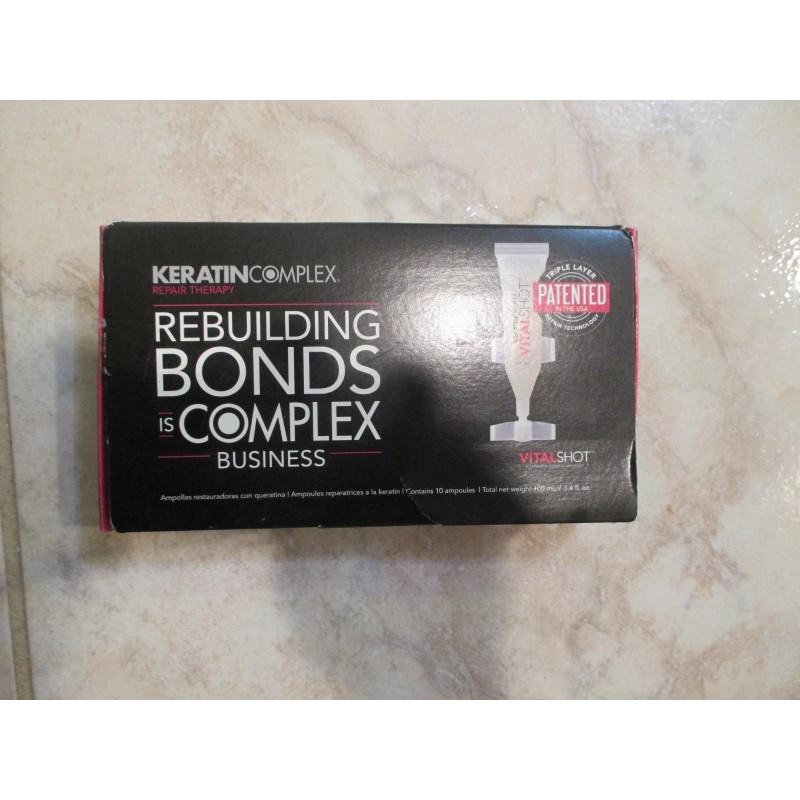 KERATINCOMPLEX®
REPAIR THERAPY
REBUILDING
BONDS
IS COMPLEX
BUSINESS
VITALSHOT
TRIPLE LAYER
PATENTED
IN THE USA
REPAIR TECHNOLOGY
VITALSHOT™
Ampollas restauradoras con queratina | Ampoules reparatrices a la keratin | Contains 10 ampoules | Total net weight 100 mL / 3.4 fl. oz.